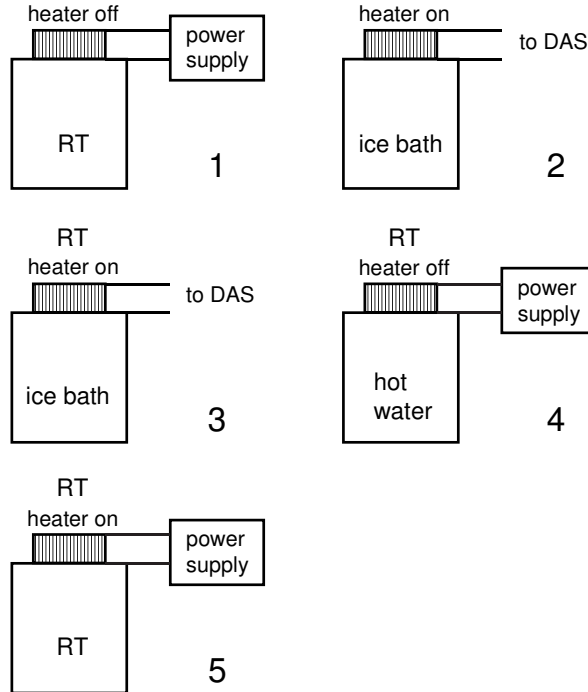 heater off
power
supply
RT
1
heater on
to DAS
ice bath
2
RT
heater on
to DAS
ice bath
3
RT
heater off
power
supply
hot
water
4
RT
heater on
power
supply
RT
5